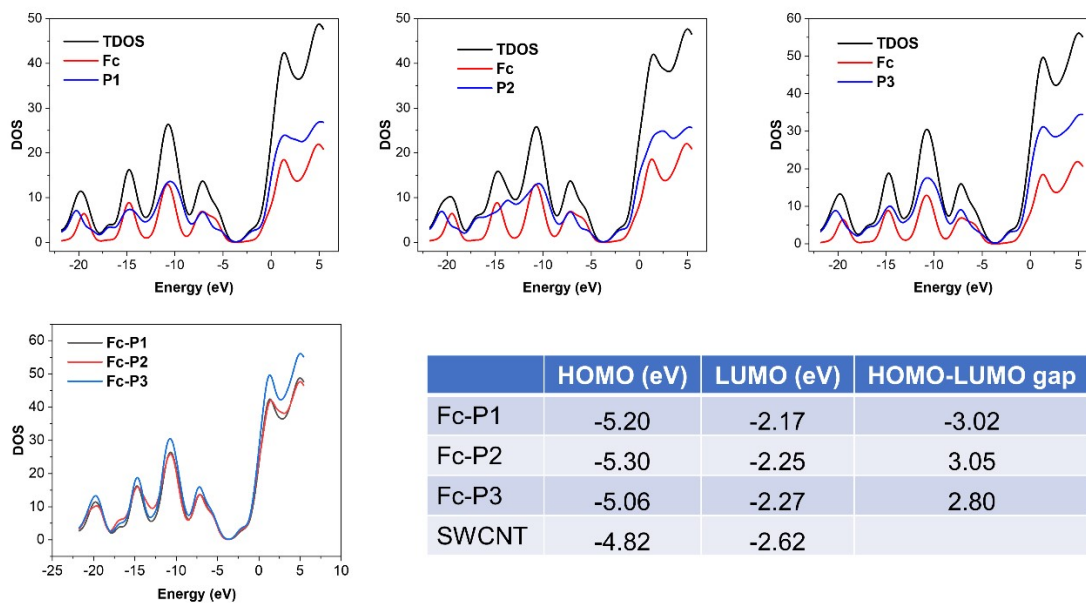 50
40
30
20
10
0
DOS
TDOS
Fc
P1
-20 -15 -10 -5 0 5
Energy (eV)
50
40
30
20
10
0
DOS
TDOS
Fc
P2
-20 -15 -10 -5 0 5
Energy (eV)
60
50
40
30
20
10
0
DOS
TDOS
Fc
P3
-20 -15 -10 -5 0 5
Energy (eV)
60
50
40
30
20
10
0
DOS
Fc-P1
Fc-P2
Fc-P3
-25 -20 -15 -10 -5 0 5 10
Energy (eV)
HOMO (eV) LUMO (eV) HOMO-LUMO gap
Fc-P1 -5.20 -2.17 -3.02
Fc-P2 -5.30 -2.25 3.05
Fc-P3 -5.06 -2.27 2.80
SWCNT -4.82 -2.62